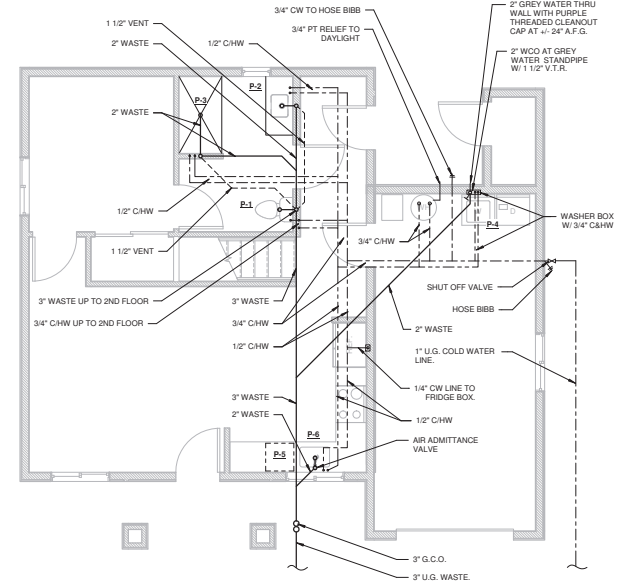 3/4" CW TO HOSE BIBB
2" GREY WATER THRU
WALL WITH PURPLE
THREADED CLEANOUT
CAP AT +/- 24" A.F.G.
1 1/2" VENT
3/4" PT RELIEF TO
DAYLIGHT
2" WASTE
1/2" C/HW
2" WCO AT GREY
WATER STANDPIPE
W/ 1 1/2" V.T.R.
P-2
P-3
2" WASTE
P-1
1/2" C/HW
WH
P-4
WASHER BOX
W/ 3/4" C&HW
3/4" C/HW
1 1/2" VENT
SHUT OFF VALVE
3" WASTE UP TO 2ND FLOOR
3" WASTE
HOSE BIBB
3/4" C/HW UP TO 2ND FLOOR
3/4" C/HW
2" WASTE
1/2" C/HW
1" U.G. COLD WATER
LINE.
1/4" CW LINE TO
FRIDGE BOX.
3" WASTE
1/2" C/HW
2" WASTE
P-6
AIR ADMITTANCE
VALVE
P-5
3" G.C.O.
3" U.G. WASTE.